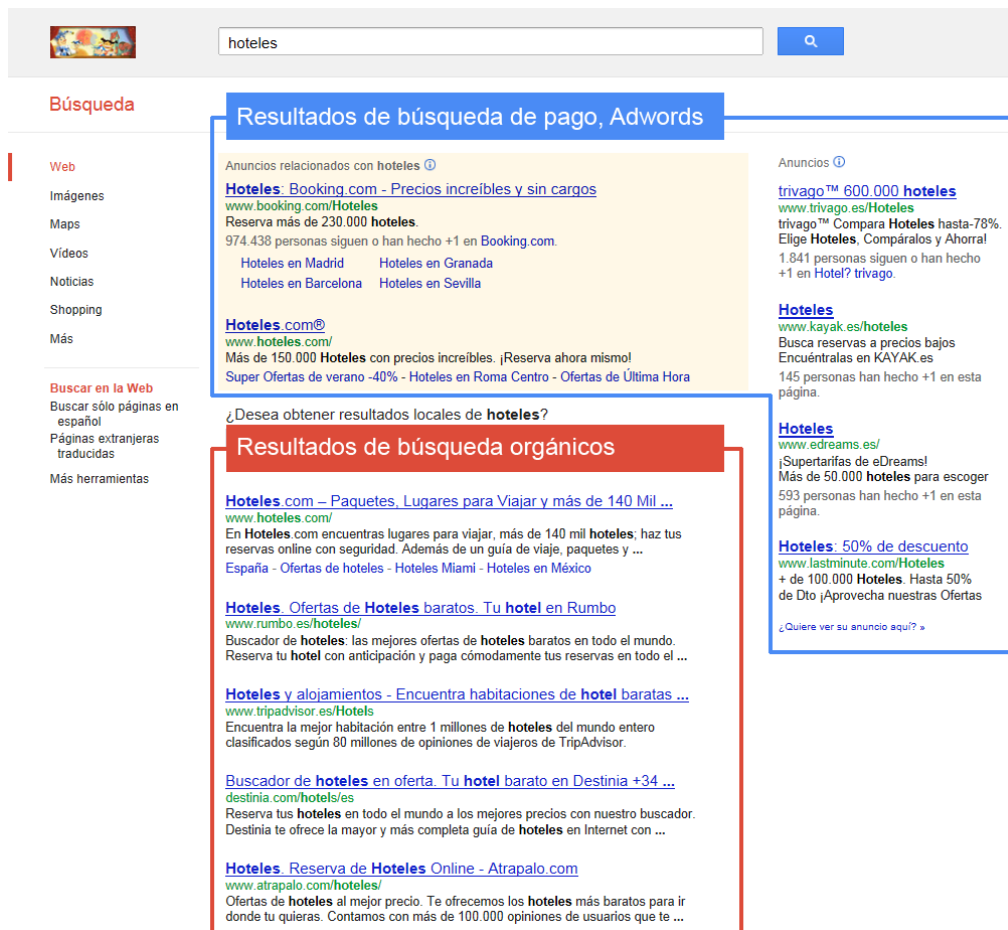 hoteles
Búsqueda
Web
Imágenes
Maps
Vídeos
Noticias
Shopping
Más
Buscar en la Web
Buscar sólo páginas en
español
Páginas extranjeras
traducidas
Más herramientas
Resultados de búsqueda de pago, Adwords
Anuncios relacionados con hoteles
Hoteles: Booking.com - Precios increíbles y sin cargos
www.booking.com/Hoteles
Reserva más de 230.000 hoteles.
974.438 personas siguen o han hecho +1 en Booking.com.
Hoteles en Madrid Hoteles en Granada
Hoteles en Barcelona Hoteles en Sevilla
Hoteles.com®
www.hoteles.com/
Más de 150.000 Hoteles con precios increíbles. ¡Reserva ahora mismo!
Super Ofertas de verano -40% - Hoteles en Roma Centro - Ofertas de Última Hora
Anuncios
trivago™ 600.000 hoteles
www.trivago.es/Hoteles
trivago™ Compara Hoteles hasta-78%.
Elige Hoteles, Compáralos y Ahorra!
1.841 personas siguen o han hecho
+1 en Hotel? trivago.
Hoteles
www.kayak.es/hoteles
Busca reservas a precios bajos
Encuéntralas en KAYAK.es
145 personas han hecho +1 en esta
página.
Hoteles
www.edreams.es/
¡Supertarifas de eDreams!
Más de 50.000 hoteles para escoger
593 personas han hecho +1 en esta
página.
Hoteles: 50% de descuento
www.lastminute.com/Hoteles
+ de 100.000 Hoteles. Hasta 50%
de Dto ¡Aprovecha nuestras Ofertas
¿Quiere ver su anuncio aquí? »
¿Desea obtener resultados locales de hoteles?
Resultados de búsqueda orgánicos
Hoteles.com – Paquetes, Lugares para Viajar y más de 140 Mil ...
www.hoteles.com/
En Hoteles.com encuentras lugares para viajar, más de 140 mil hoteles; haz tus
reservas online con seguridad. Además de un guía de viaje, paquetes y ...
España - Ofertas de hoteles - Hoteles Miami - Hoteles en México
Hoteles. Ofertas de Hoteles baratos. Tu hotel en Rumbo
www.rumbo.es/hoteles/
Buscador de hoteles: las mejores ofertas de hoteles baratos en todo el mundo.
Reserva tu hotel con anticipación y paga cómodamente tus reservas en todo el ...
Hoteles y alojamientos - Encuentra habitaciones de hotel baratas ...
www.tripadvisor.es/Hotels
Encuentra la mejor habitación entre 1 millones de hoteles del mundo entero
clasificados según 80 millones de opiniones de viajeros de TripAdvisor.
Buscador de hoteles en oferta. Tu hotel barato en Destinia +34 ...
destinia.com/hotels/es
Reserva tus hoteles en todo el mundo a los mejores precios con nuestro buscador.
Destinia te ofrece la mayor y más completa guía de hoteles en Internet con ...
Hoteles. Reserva de Hoteles Online - Atrapalo.com
www.atrapalo.com/hoteles/
Ofertas de hoteles al mejor precio. Te ofrecemos los hoteles más baratos para ir
donde tu quieras. Contamos con más de 100.000 opiniones de usuarios que te ...